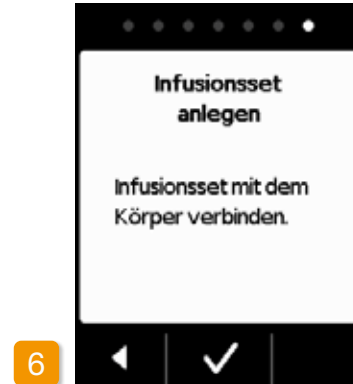 Infusionsset
anlegen
Infusionsset mit dem
Körper verbinden.
6